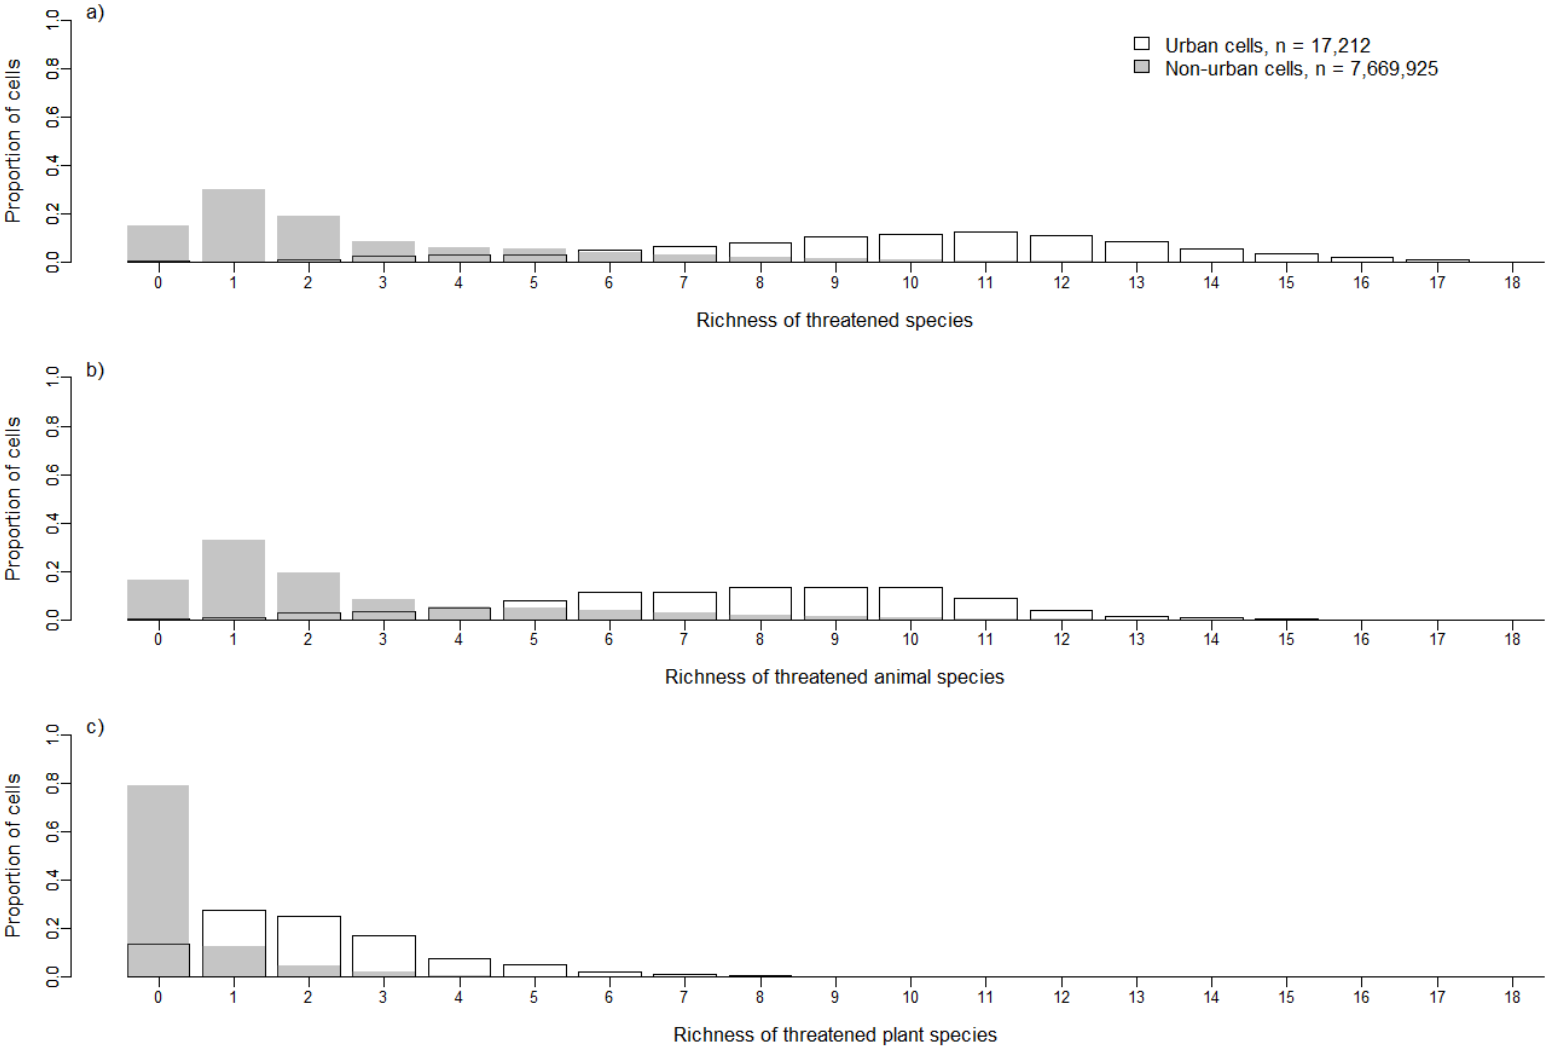 a)
Urban cells, n = 17,212
Non-urban cells, n = 7,669,925
Proportion of cells
0.0 0.2 0.4 0.6 0.8 1.0
0 1 2 3 4 5 6 7 8 9 10 11 12 13 14 15 16 17 18
Richness of threatened species
b)
Proportion of cells
0.0 0.2 0.4 0.6 0.8 1.0
0 1 2 3 4 5 6 7 8 9 10 11 12 13 14 15 16 17 18
Richness of threatened animal species
c)
Proportion of cells
0.0 0.2 0.4 0.6 0.8 1.0
0 1 2 3 4 5 6 7 8 9 10 11 12 13 14 15 16 17 18
Richness of threatened plant species